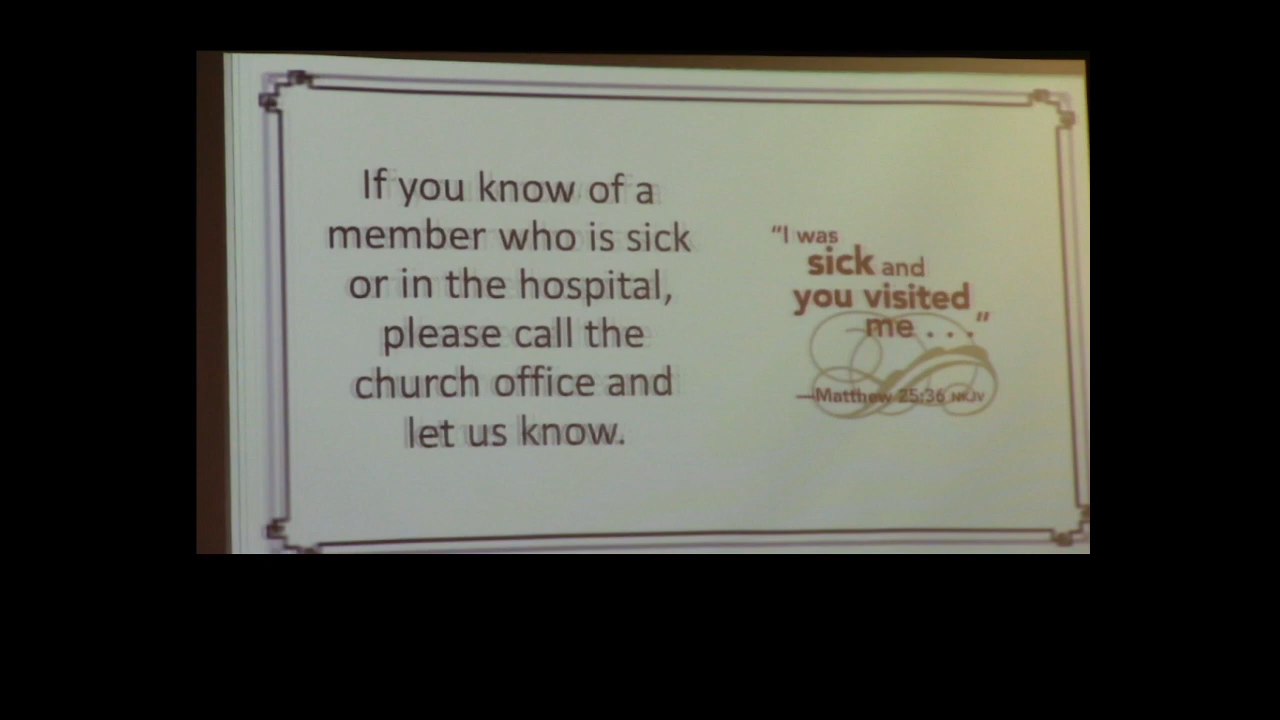 If you know of a
member who is sick
or in the hospital,
please call the
church office and
let us know.
“I was
sick and
you visited
me . . .”
—Matthew 25:36 NKJV